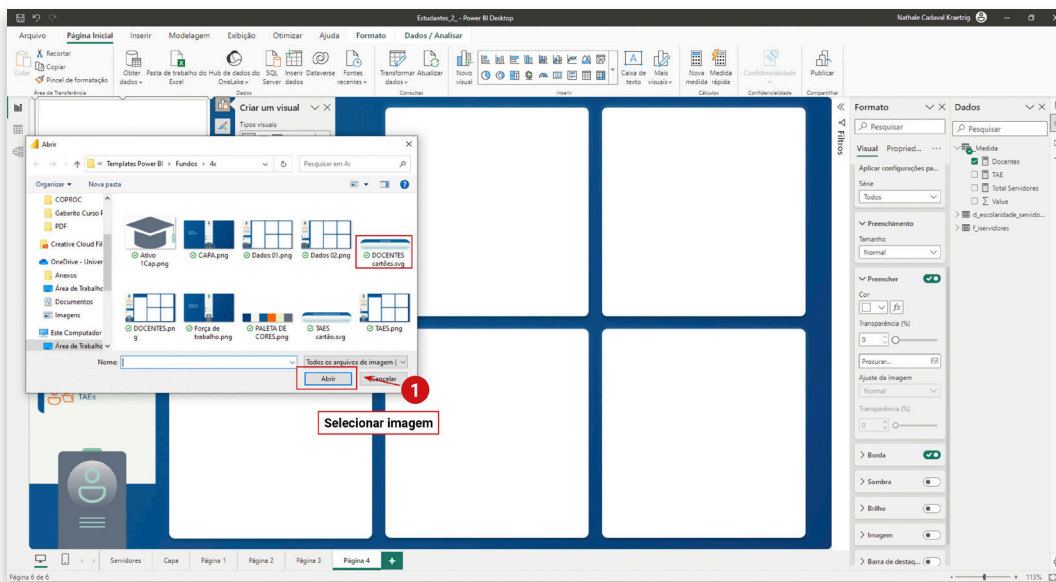 Estudantes_2_ - Power BI Desktop
Nathale Cadaval Kraetzig
Arquivo
Página Inicial
Inserir
Modelagem
Exibição
Otimizar
Ajuda
Formato
Dados / Analisar
Colar
Recortar
Copiar
Pincel de formatação
Área de Transferência
Obter dados
Pasta de trabalho do Excel
Hub de dados do OneLake
SQL Server
Inserir dados
Dataverse
Fontes recentes
Dados
Transformar dados
Atualizar
Consultas
Novo visual
Caixa de texto
Mais visuais
Inserir
Nova medida
Medida rápida
Cálculos
Confidencialidade
Confidencialidade
Publicar
Compartilhar
Criar um visual
Tipos visuais
Abrir
« Templates Power BI > Fundos > 4x
Pesquisar em 4x
Organizar
Nova pasta
COPROC
Gabarito Curso F
PDF
Creative Cloud Fil
OneDrive - Univer
Anexos
Área de Trabalho
Documentos
Imagens
Este Computador
Área de Trabalho
Ativo 1Cap.png
CAPA.png
Dados 01.png
Dados 02.png
DOCENTES cartões.svg
DOCENTES.png
Força de trabalho.png
PALETA DE CORES.png
TAES cartão.svg
TAES.png
Nome:
Todos os arquivos de imagem (
Abrir
Cancelar
1
Selecionar imagem
TAEs
Filtros
Formato
Pesquisar
Visual
Propried...
Aplicar configurações pa...
Série
Todos
Preenchimento
Tamanho
Normal
Preencher
Cor
fx
Transparência (%)
0
Procurar...
Ajuste da Imagem
Normal
Transparência (%)
0
Borda
Sombra
Brilho
Imagem
Barra de destaq...
Dados
Pesquisar
_Medida
Docentes
TAE
Total Servidores
Value
d_escolaridade_servido...
f_iservidores
Servidores
Capa
Página 1
Página 2
Página 3
Página 4
+
Página 6 de 6
113%